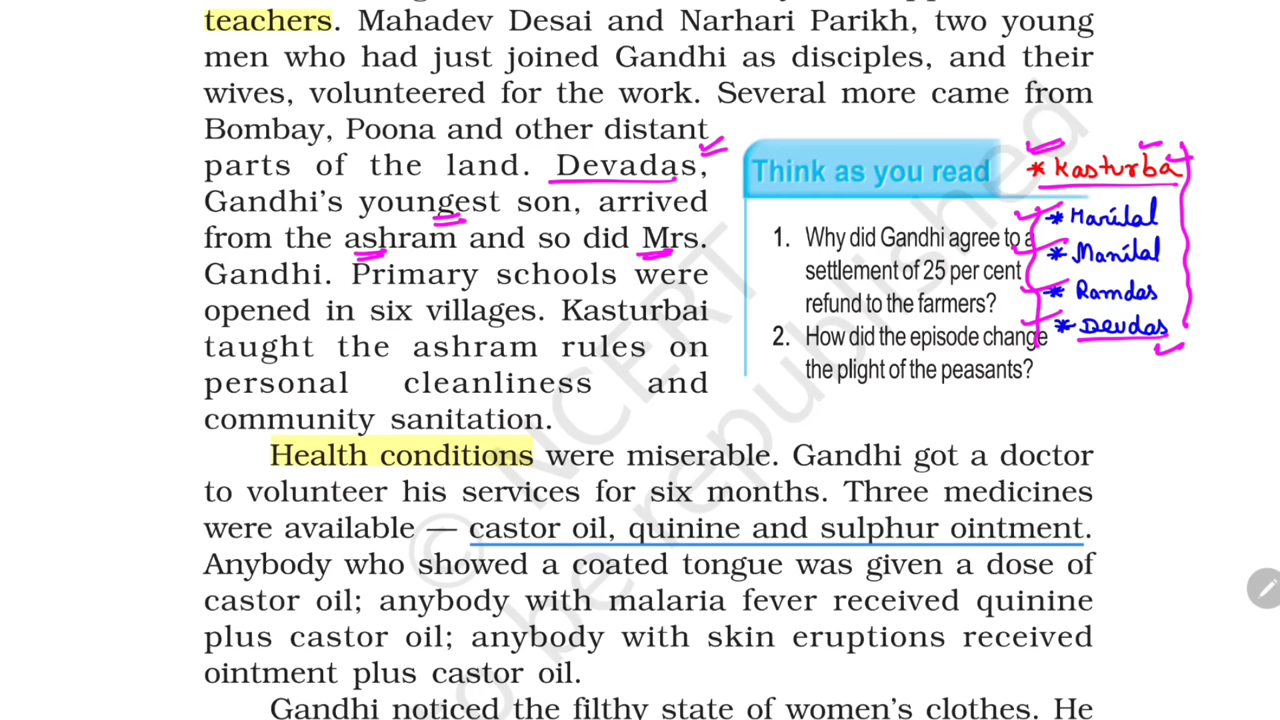 teachers. Mahadev Desai and Narhari Parikh, two young
men who had just joined Gandhi as disciples, and their
wives, volunteered for the work. Several more came from
Bombay, Poona and other distant
parts of the land. Devadas,
Gandhi's youngest son, arrived
from the ashram and so did Mrs.
Gandhi. Primary schools were
opened in six villages. Kasturbai
taught the ashram rules on
personal cleanliness and
community sanitation.
Think as you read
1. Why did Gandhi agree to a
settlement of 25 per cent
refund to the farmers?
2. How did the episode change
the plight of the peasants?
* Kasturba
* Harilal
* Manilal
* Ramdas
* Devdas
Health conditions were miserable. Gandhi got a doctor
to volunteer his services for six months. Three medicines
were available — castor oil, quinine and sulphur ointment.
Anybody who showed a coated tongue was given a dose of
castor oil; anybody with malaria fever received quinine
plus castor oil; anybody with skin eruptions received
ointment plus castor oil.
Gandhi noticed the filthy state of women's clothes. He
© NCERT
o be republished